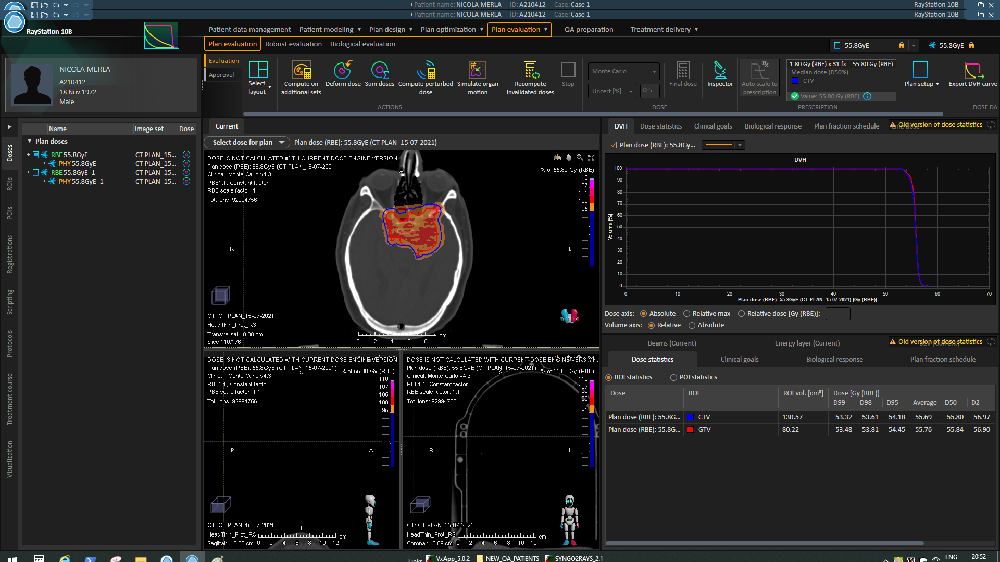 *Patient name: NICOLA MERLA ID: A210412 Case: Case 1 RayStation 10B
*Patient name: NICOLA MERLA ID: A210412 Case: Case 1 RayStation 10B
RayStation 10B
Patient data management Patient modeling Plan design Plan optimization Plan evaluation QA preparation Treatment delivery
Plan evaluation Robust evaluation Biological evaluation 55.8GyE 55.8GyE
NICOLA MERLA
A210412
18 Nov 1972
Male
Evaluation
Approval
Select layout
Compute on additional sets
Deform dose
Sum doses
Compute perturbed dose
Simulate organ motion
ACTIONS
Recompute invalidated doses
Stop
Monte Carlo
Uncert [%] 0.5
Final dose
DOSE
Inspector
Auto scale to prescription
1.80 Gy (RBE) x 31 fx = 55.80 Gy (RBE)
Median dose (D50%)
CTV
Value: 55.80 Gy (RBE)
PRESCRIPTION
Plan setup
Export DVH curve
DOSE DA
Doses
ROIs
POIs
Registrations
Scripting
Protocols
Treatment course
Visualization
Name Image set Dose
Plan doses
RBE 55.8GyE CT PLAN_15...
PHY 55.8GyE CT PLAN_15...
RBE 55.8GyE_1 CT PLAN_15...
PHY 55.8GyE_1 CT PLAN_15...
Current
Select dose for plan Plan dose (RBE): 55.8GyE (CT PLAN_15-07-2021)
DOSE IS NOT CALCULATED WITH CURRENT DOSE ENGINE VERSION.
Plan dose (RBE): 55.8GyE (CT PLAN_15-07-2021)
Clinical: Monte Carlo v4.3
RBE1.1, Constant factor
RBE scale factor: 1.1
Tot. ions: 92994756
% of 55.80 Gy (RBE)
110
107
105
100
95
A
R
L
P
CT: CT PLAN_15-07-2021
HeadThin_Prot_RS
Transversal: -0.80 cm
Slice 110/176
0 2 4 6 8 cm
DOSE IS NOT CALCULATED WITH CURRENT DOSE ENGINE VERSION.
Plan dose (RBE): 55.8GyE (CT PLAN_15-07-2021)
Clinical: Monte Carlo v4.3
RBE1.1, Constant factor
RBE scale factor: 1.1
Tot. ions: 92994756
S
% of 55.80 Gy (RBE)
110
107
105
100
95
P
A
I
CT: CT PLAN_15-07-2021
HeadThin_Prot_RS
Sagittal: -18.60 cm
0 2 4 6 8 10 12 cm
DOSE IS NOT CALCULATED WITH CURRENT DOSE ENGINE VERSION.
Plan dose (RBE): 55.8GyE (CT PLAN_15-07-2021)
Clinical: Monte Carlo v4.3
RBE1.1, Constant factor
RBE scale factor: 1.1
Tot. ions: 92994756
S
% of 55.80 Gy (RBE)
110
107
105
100
95
R
L
I
CT: CT PLAN_15-07-2021
HeadThin_Prot_RS
Coronal: 10.59 cm
0 2 4 6 8 10 12 cm
DVH Dose statistics Clinical goals Biological response Plan fraction schedule Old version of dose statistics
Plan dose (RBE): 55.8Gy...
DVH
Volume [%]
100
90
80
70
60
50
40
30
20
10
0
0 10 20 30 40 50 60 70
Plan dose (RBE): 55.8GyE (CT PLAN_15-07-2021) [Gy (RBE)]
Dose axis: Absolute Relative max Relative dose [Gy (RBE)]:
Volume axis: Relative Absolute
Beams (Current) Energy layer (Current) Old version of dose statistics
Dose statistics Clinical goals Biological response Plan fraction schedule
ROI statistics POI statistics
Dose ROI ROI vol. [cm³] Dose [Gy (RBE)]
D99 D98 D95 Average D50 D2
Plan dose (RBE): 55.8G... CTV 130.57 53.32 53.61 54.18 55.69 55.80 56.97
Plan dose (RBE): 55.8G... GTV 80.22 53.48 53.81 54.45 55.76 55.84 56.90
Links VxApp_5.0.2 NEW_QA_PATIENTS SYNGO2RAYS_2.1 ENG 20:52